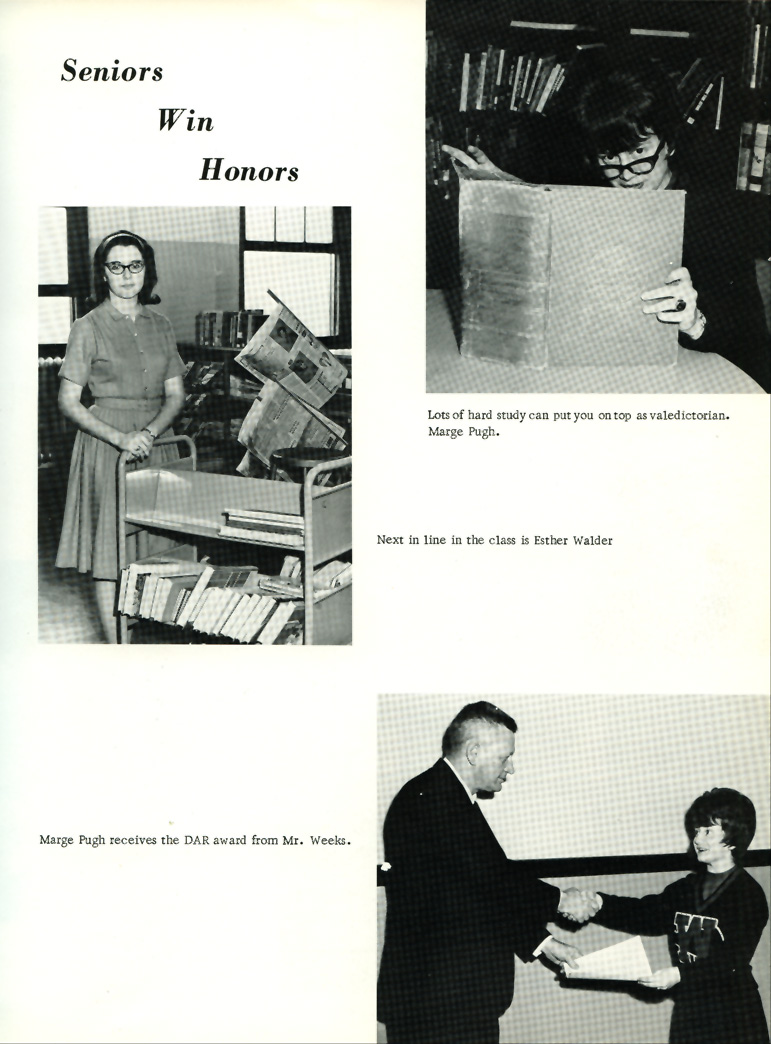 Seniors
Win
Honors
Lots of hard study can put you on top as valedictorian.
Marge Pugh.
Next in line in the class is Esther Walder
Marge Pugh receives the DAR award from Mr. Weeks.
W